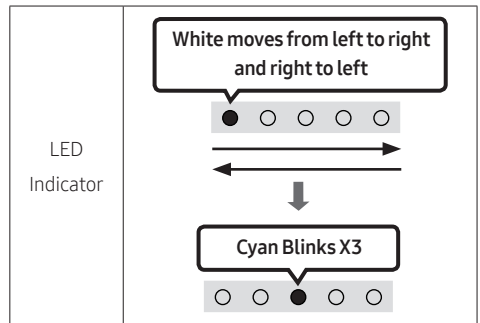 White moves from left to right
and right to left
LED
Indicator
Cyan Blinks X3